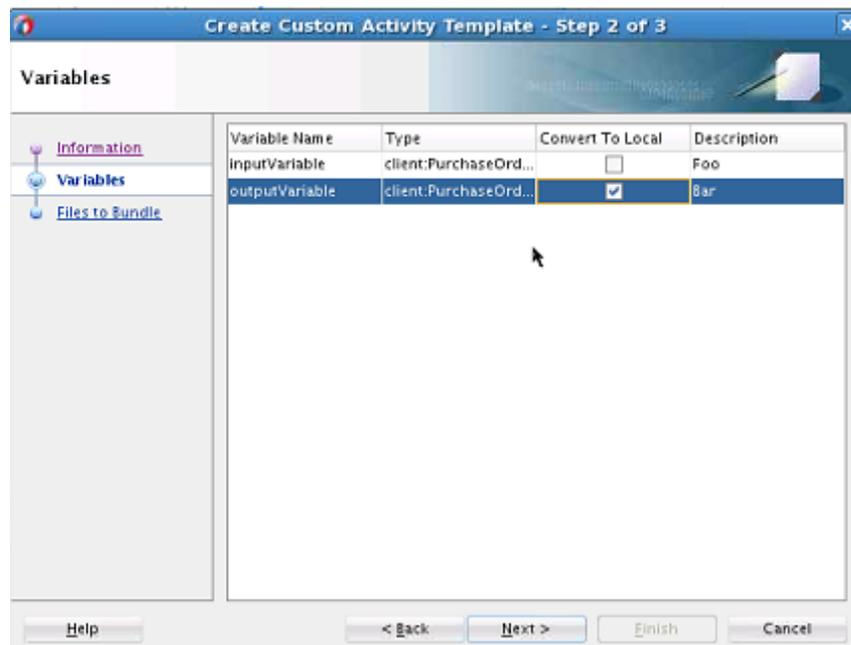 Create Custom Activity Template - Step 2 of 3
Variables
Information
Variables
Files to Bundle
Variable Name Type Convert To Local Description
inputVariable client:PurchaseOrd... Foo
outputVariable client:PurchaseOrd... Bar
Help < Back Next > Finish Cancel